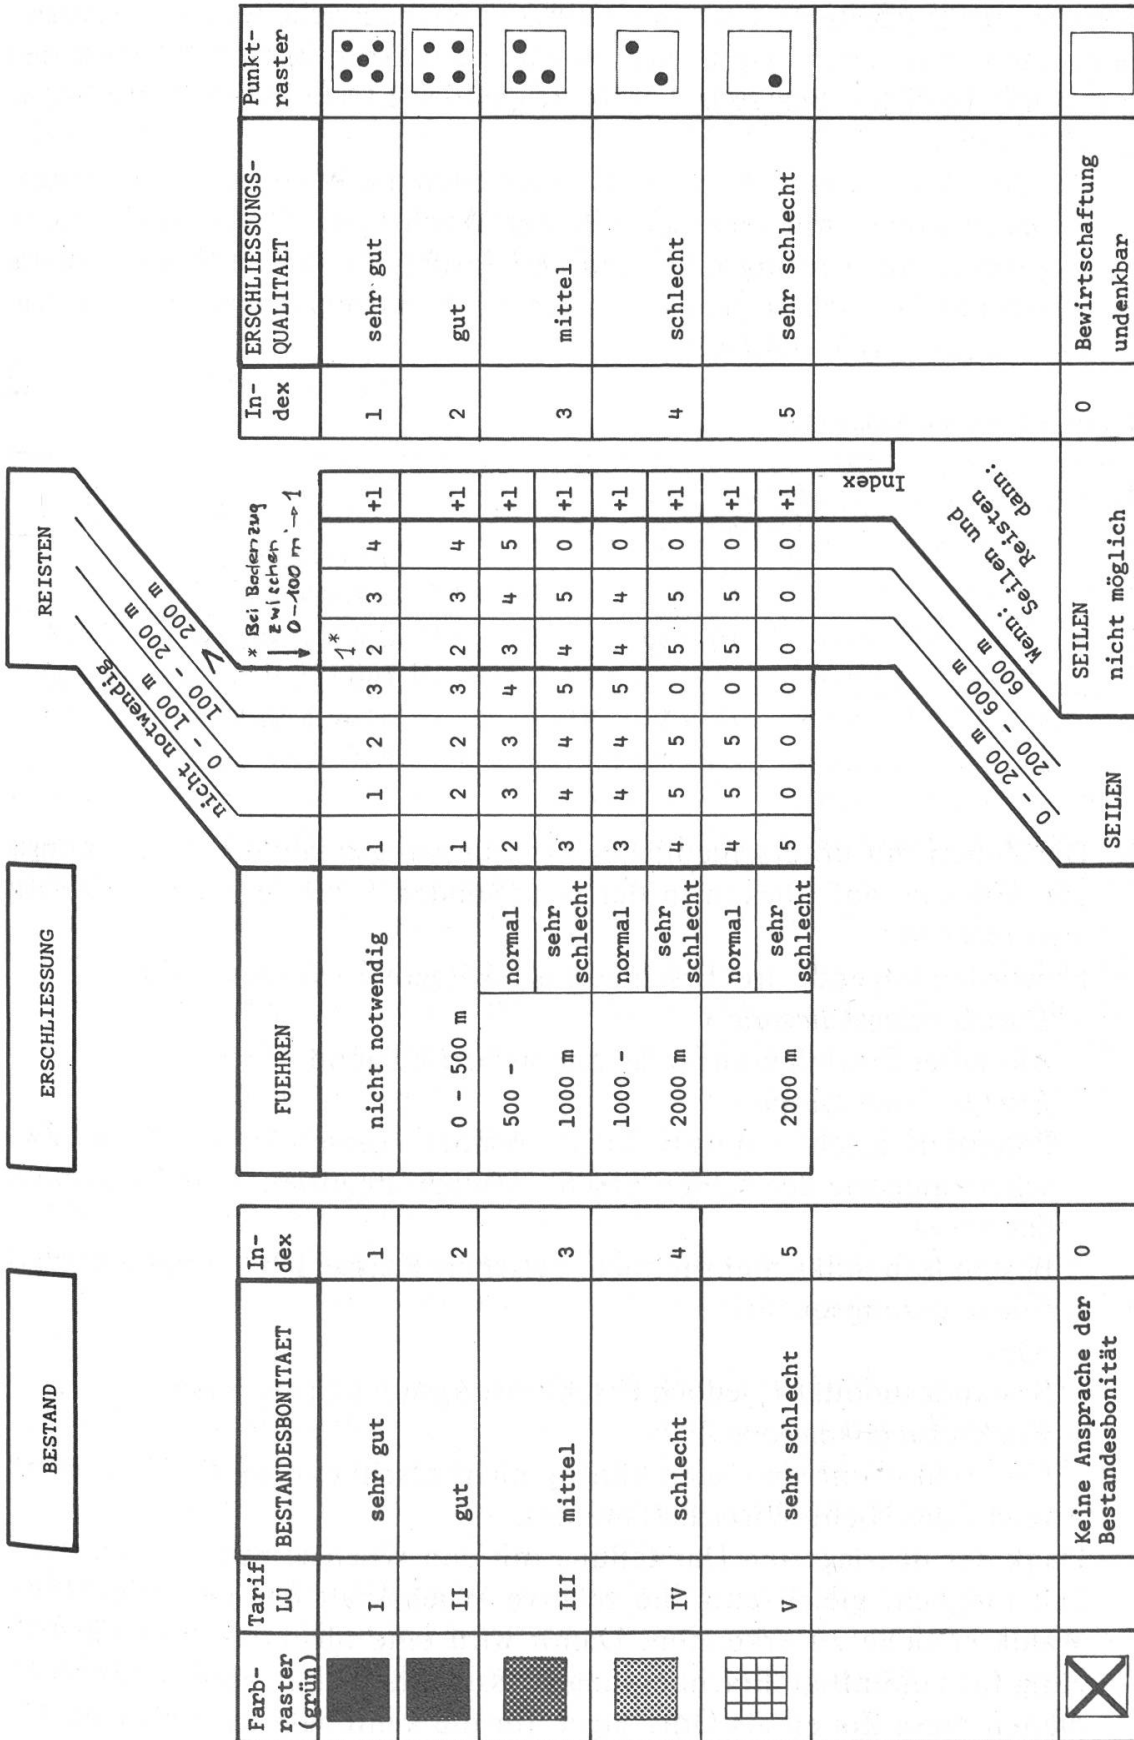 BESTAND
ERSCHLIESSUNG
REISTEN
Farb-
raster
(grün)
Tarif
LU
BESTANDESBONITAET
In-
dex
FUEHREN
nicht notwendig
0 - 100 m
100 - 200 m
> 200 m
* Bei Bodenzug
zwischen
0-100 m → 1
In-
dex
ERSCHLIESSUNGS-
QUALITAET
Punkt-
raster
I sehr gut 1
nicht notwendig 1 1 2 3 2 3 4 +1
1*
1 sehr gut
II gut 2
0 - 500 m 1 2 2 3 2 3 4 +1
2 gut
III mittel 3
500 -
1000 m
normal 2 3 3 4 3 4 5 +1
sehr
schlecht 3 4 4 5 4 5 0 +1
3 mittel
IV schlecht 4
1000 -
2000 m
normal 3 4 4 5 4 4 0 +1
sehr
schlecht 4 5 5 0 5 5 0 +1
4 schlecht
V sehr schlecht 5
2000 m
normal 4 5 5 0 5 5 0 +1
sehr
schlecht 5 0 0 0 0 0 0 +1
5 sehr schlecht
Index
0 - 200 m
200 - 600 m
600 m
Wenn:
Seilen und
Reisten
dann:
Keine Ansprache der
Bestandesbonität
0
SEILEN
SEILEN
nicht möglich
0 Bewirtschaftung
undenkbar